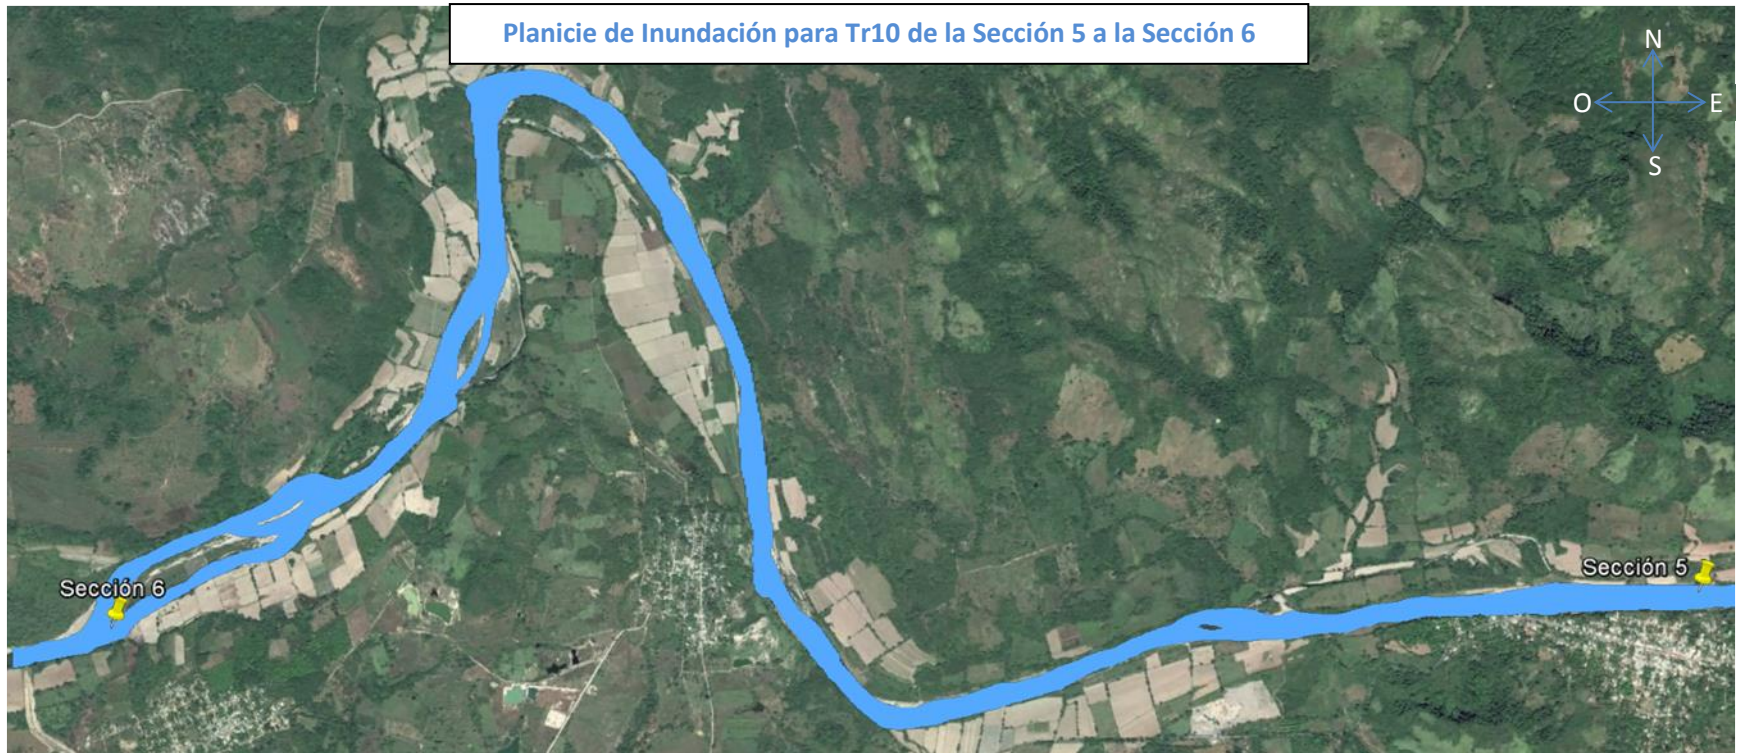 Planicie de Inundación para Tr10 de la Sección 5 a la Sección 6
N
O E
S
Sección 5
Sección 6